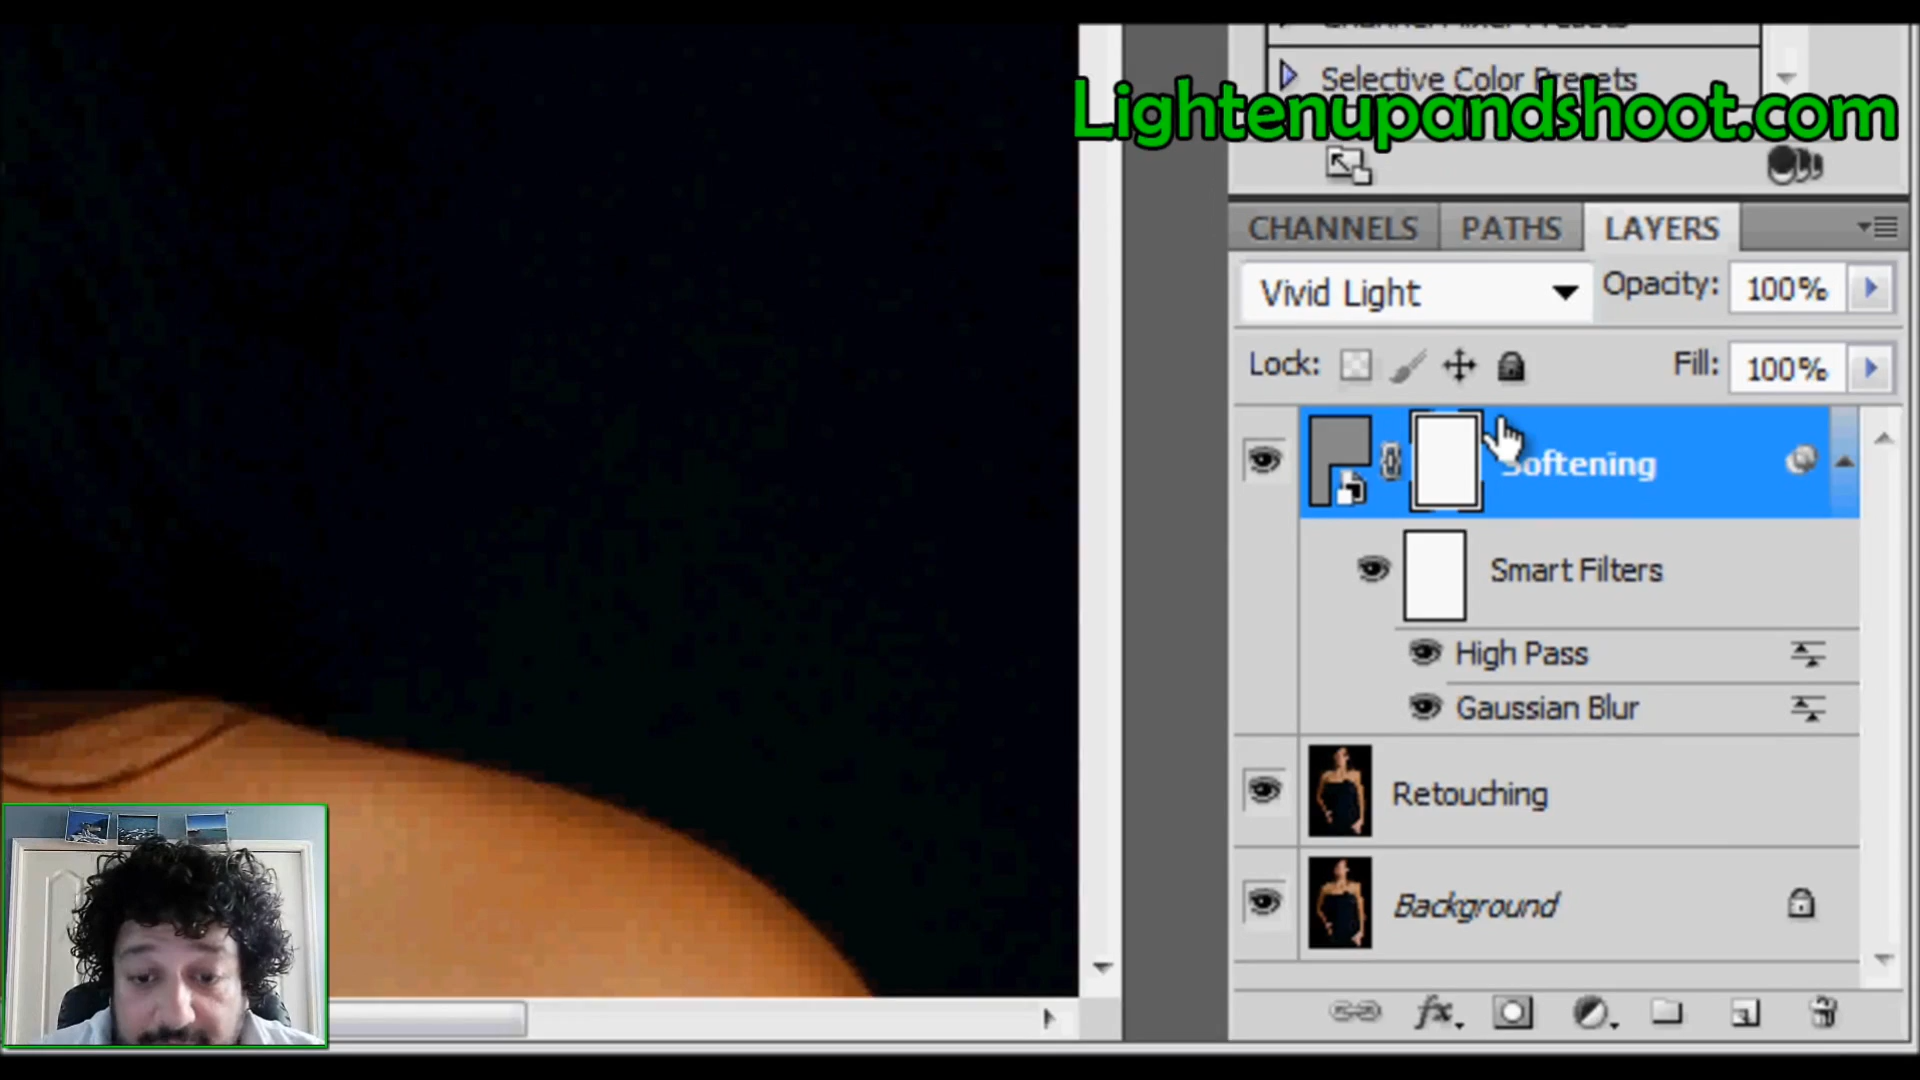 Selective Color Presets
Lightenupandshoot.com
CHANNELS PATHS LAYERS
Vivid Light Opacity: 100%
Lock: Fill: 100%
Softening
Smart Filters
High Pass
Gaussian Blur
Retouching
Background
fx